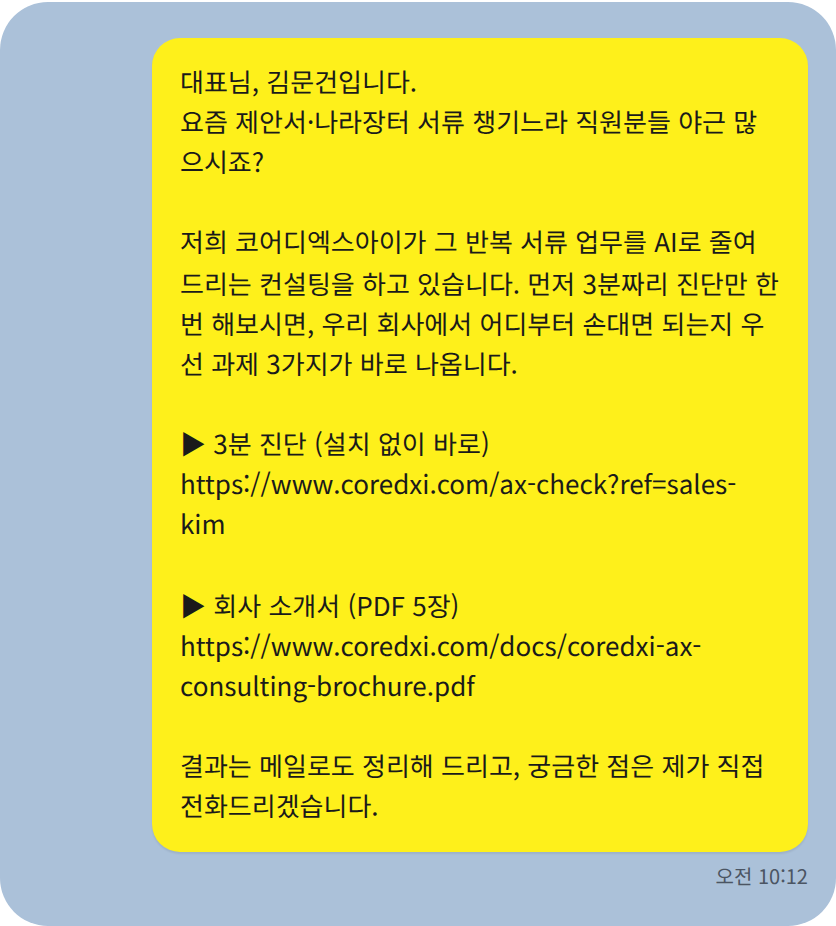 대표님, 김문건입니다.
요즘 제안서·나라장터 서류 챙기느라 직원분들 야근 많
으시죠?
저희 코어디엑스아이가 그 반복 서류 업무를 AI로 줄여
드리는 컨설팅을 하고 있습니다. 먼저 3분짜리 진단만 한
번 해보시면, 우리 회사에서 어디부터 손대면 되는지 우
선 과제 3가지가 바로 나옵니다.
▶ 3분 진단 (설치 없이 바로)
https://www.coredxi.com/ax-check?ref=sales-
kim
▶ 회사 소개서 (PDF 5장)
https://www.coredxi.com/docs/coredxi-ax-
consulting-brochure.pdf
결과는 메일로도 정리해 드리고, 궁금한 점은 제가 직접
전화드리겠습니다.
오전 10:12